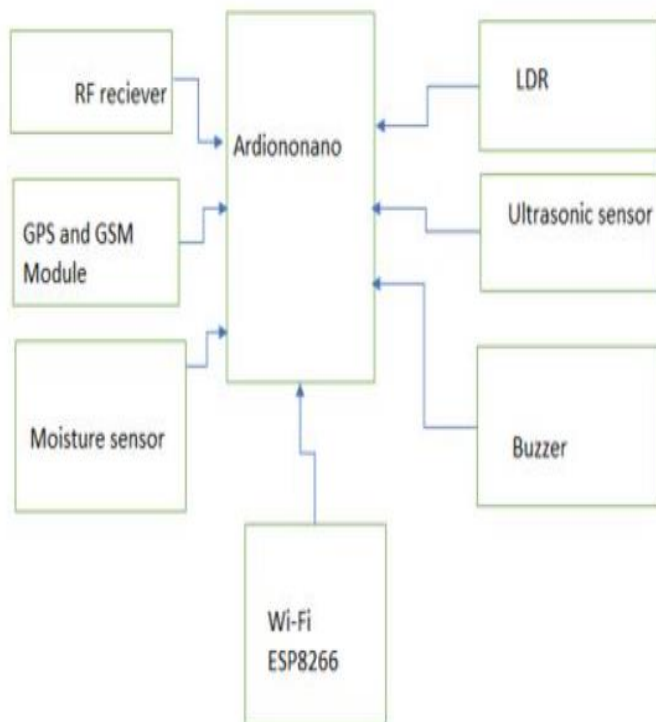 RF reciever
GPS and GSM
Module
Moisture sensor
Ardiononano
LDR
Ultrasonic sensor
Buzzer
Wi-Fi
ESP8266